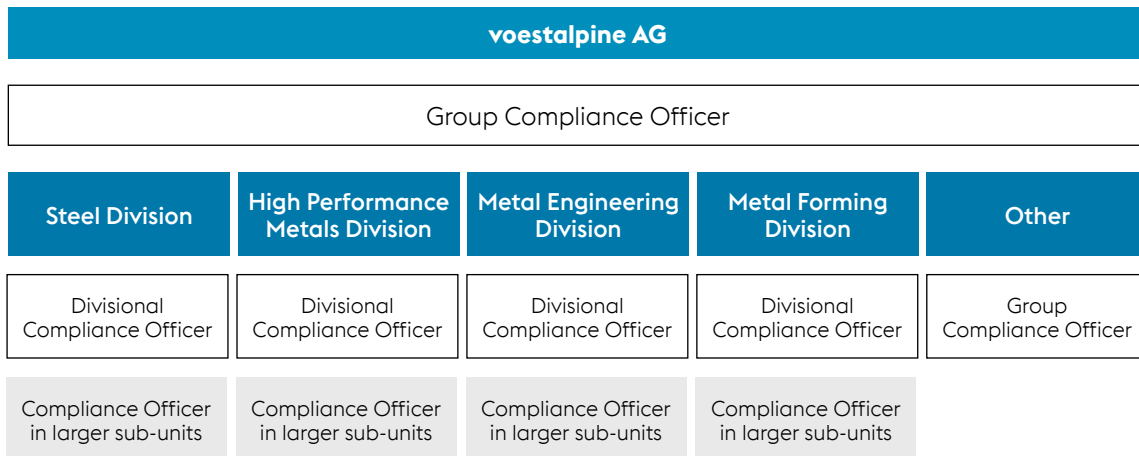 voestalpine AG
Group Compliance Officer
Steel Division
High Performance
Metals Division
Metal Engineering
Division
Metal Forming
Division
Other
Divisional
Compliance Officer
Divisional
Compliance Officer
Divisional
Compliance Officer
Divisional
Compliance Officer
Group
Compliance Officer
Compliance Officer
in larger sub-units
Compliance Officer
in larger sub-units
Compliance Officer
in larger sub-units
Compliance Officer
in larger sub-units